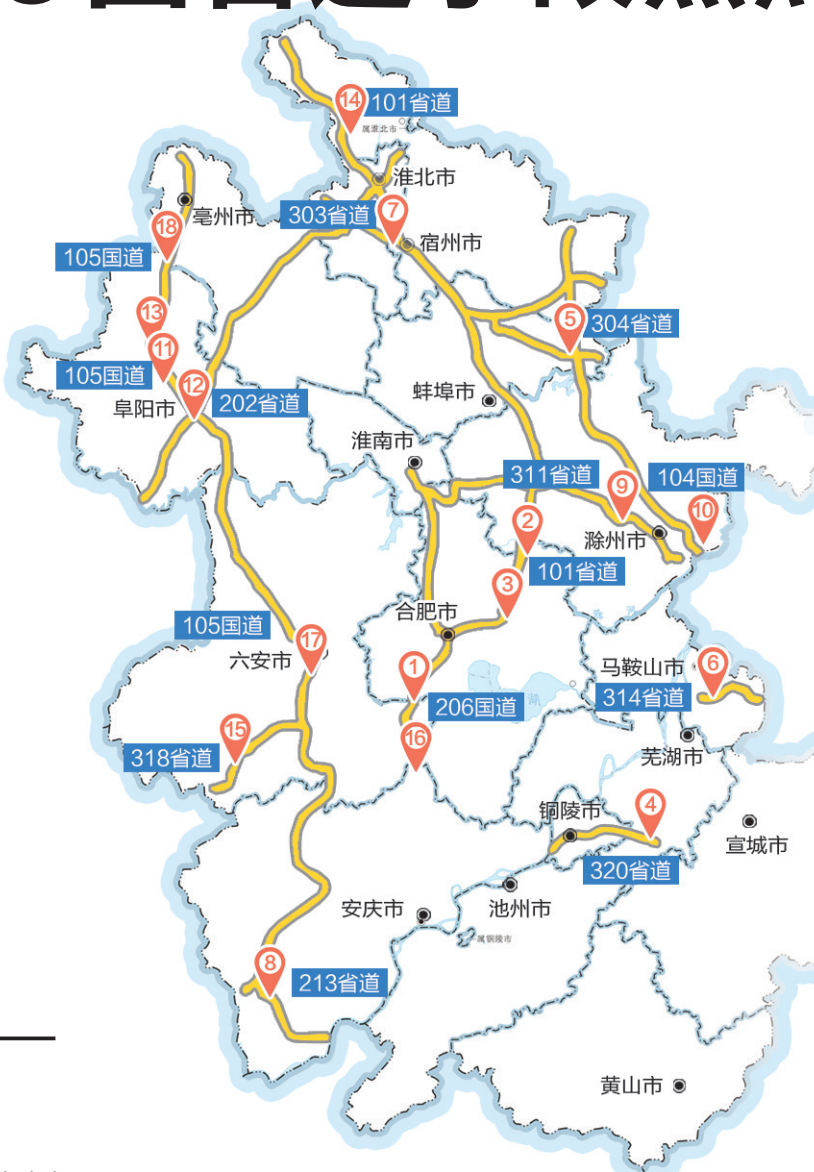 14
101省道
属淮北市
淮北市
亳州市
303省道
7
宿州市
18
105国道
13
5
304省道
11
105国道
12
202省道
阜阳市
蚌埠市
淮南市
311省道
9
104国道
10
2
滁州市
101省道
3
合肥市
105国道
17
六安市
1
206国道
马鞍山市
6
314省道
15
318省道
16
芜湖市
铜陵市
4
320省道
宣城市
安庆市
池州市
属铜陵市
8
213省道
黄山市